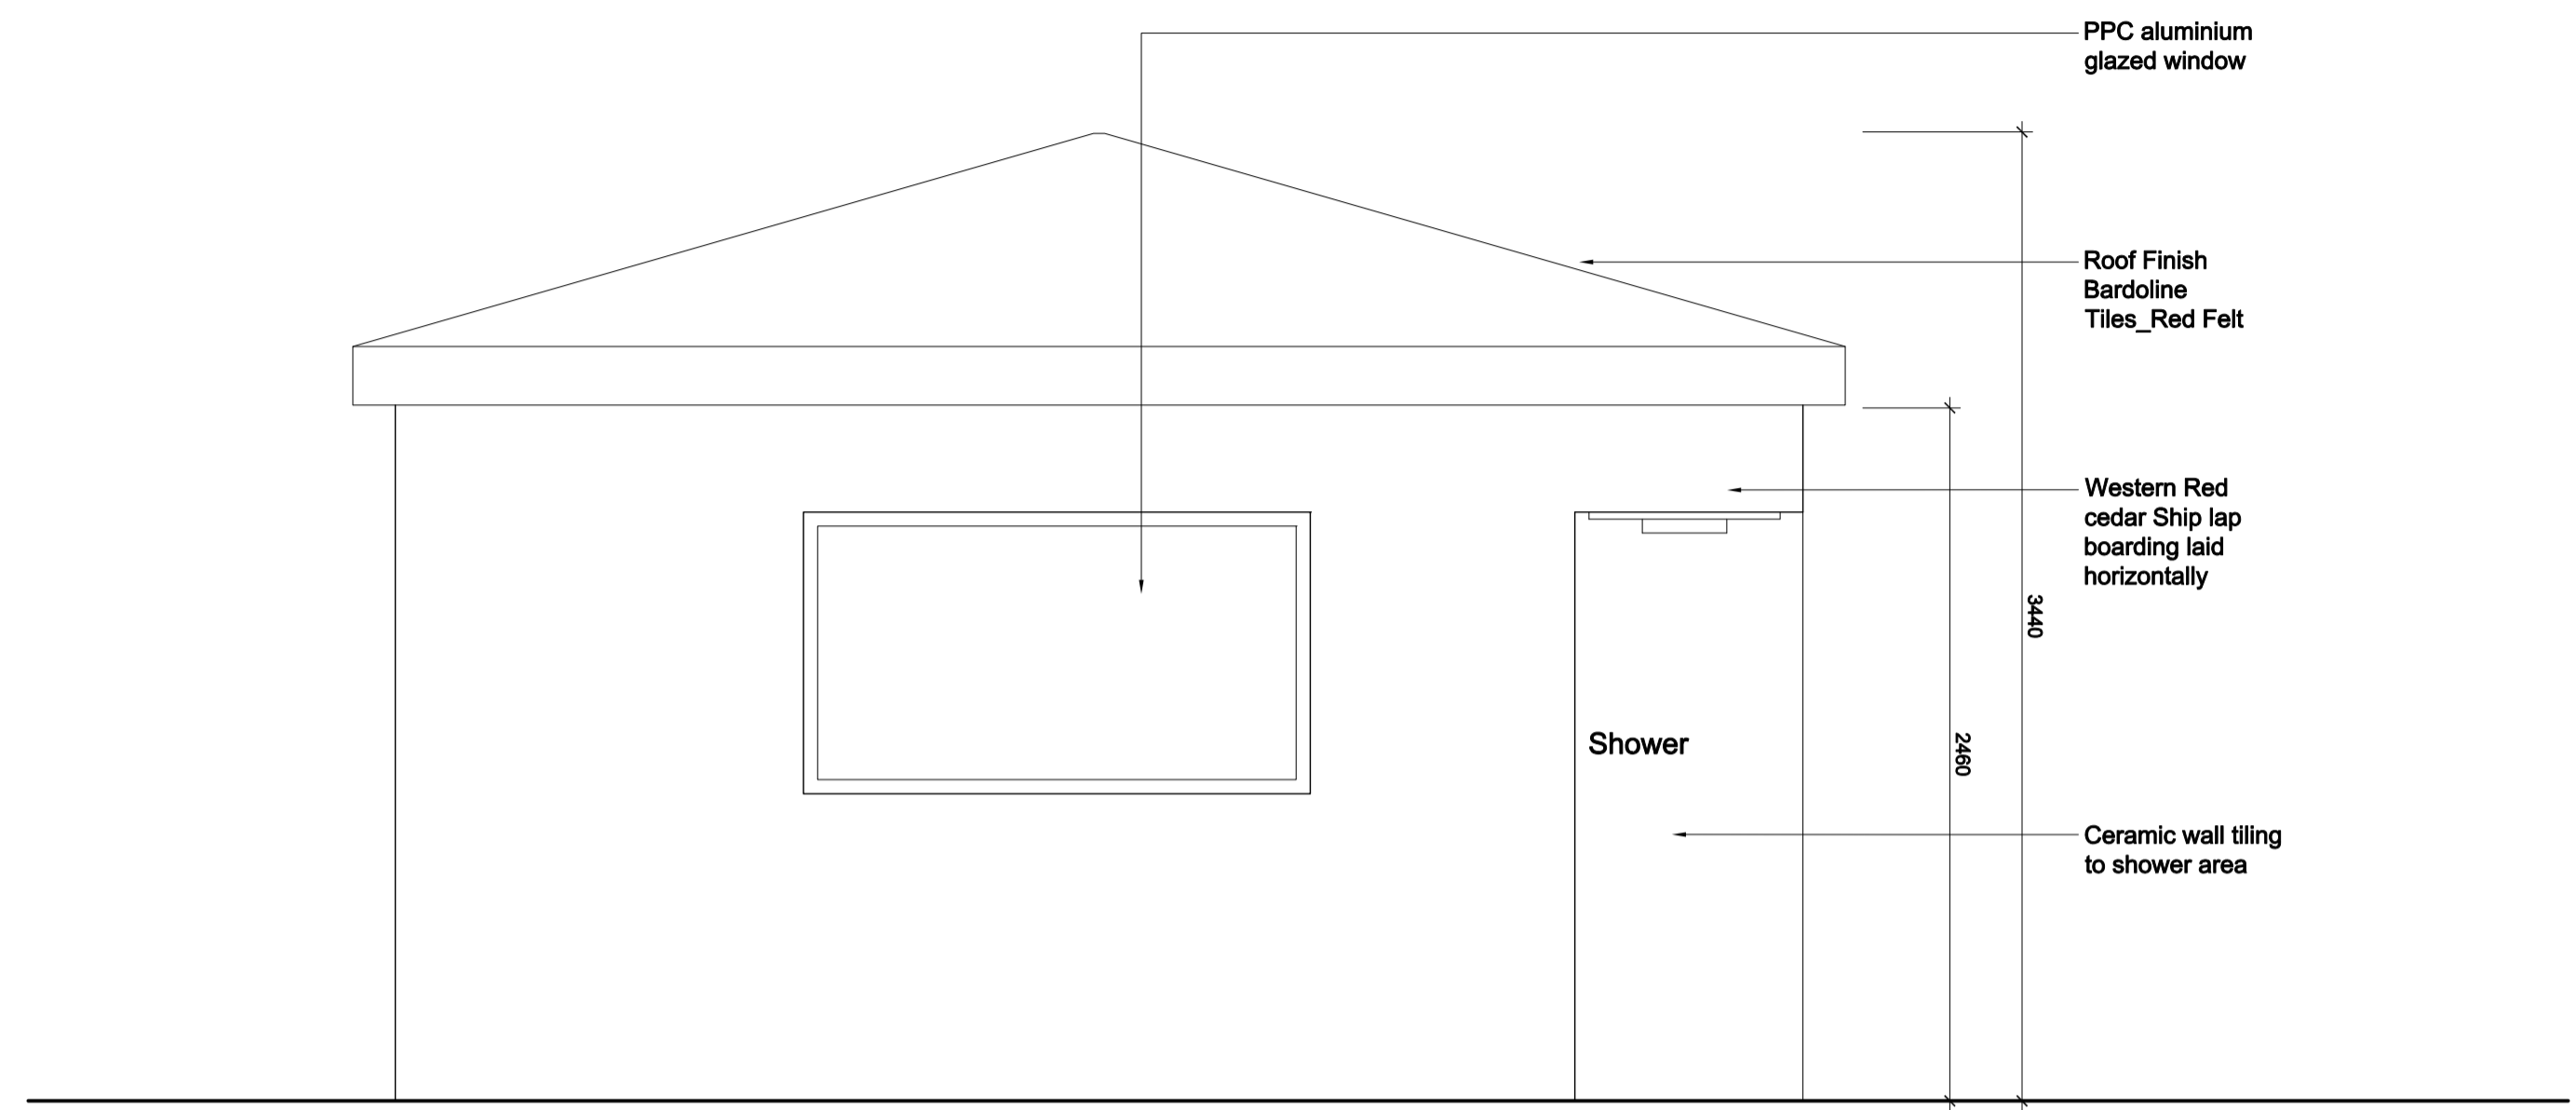 PPC aluminium
glazed window
Roof Finish
Bardoline
Tiles_Red Felt
Western Red
cedar Ship lap
boarding laid
horizontally
3440
2460
Shower
Ceramic wall tiling
to shower area